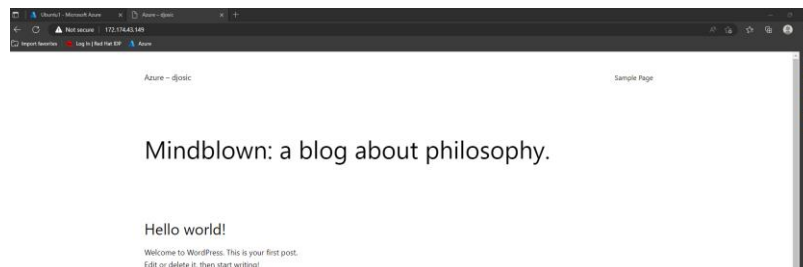 Ubuntu1 - Microsoft Azure
Azure – djosic
Not secure
172.174.43.149
Import favorites
Log In | Red Hat IDP
Azure
Azure – djosic
Sample Page
Mindblown: a blog about philosophy.
Hello world!
Welcome to WordPress. This is your first post.
Edit or delete it, then start writing!